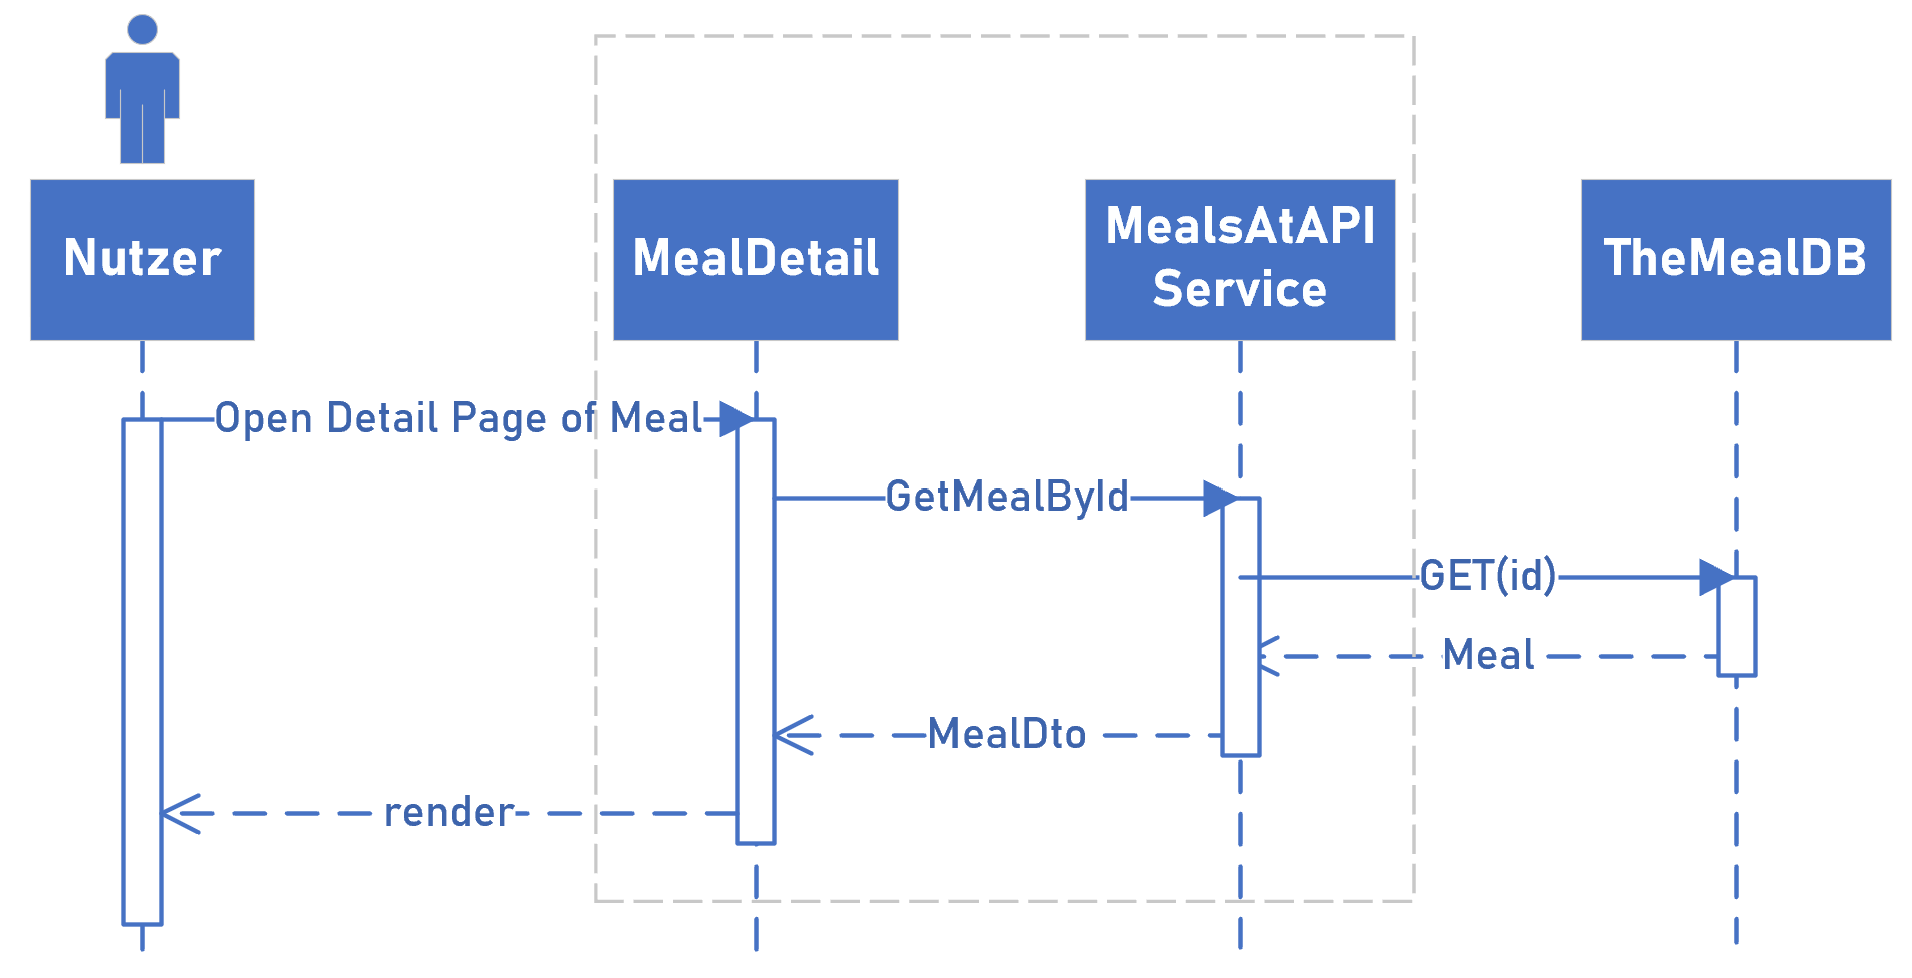 Nutzer
MealDetail
MealsAtAPI
Service
TheMealDB
Open Detail Page of Meal
GetMealById
GET(id)
Meal
MealDto
render